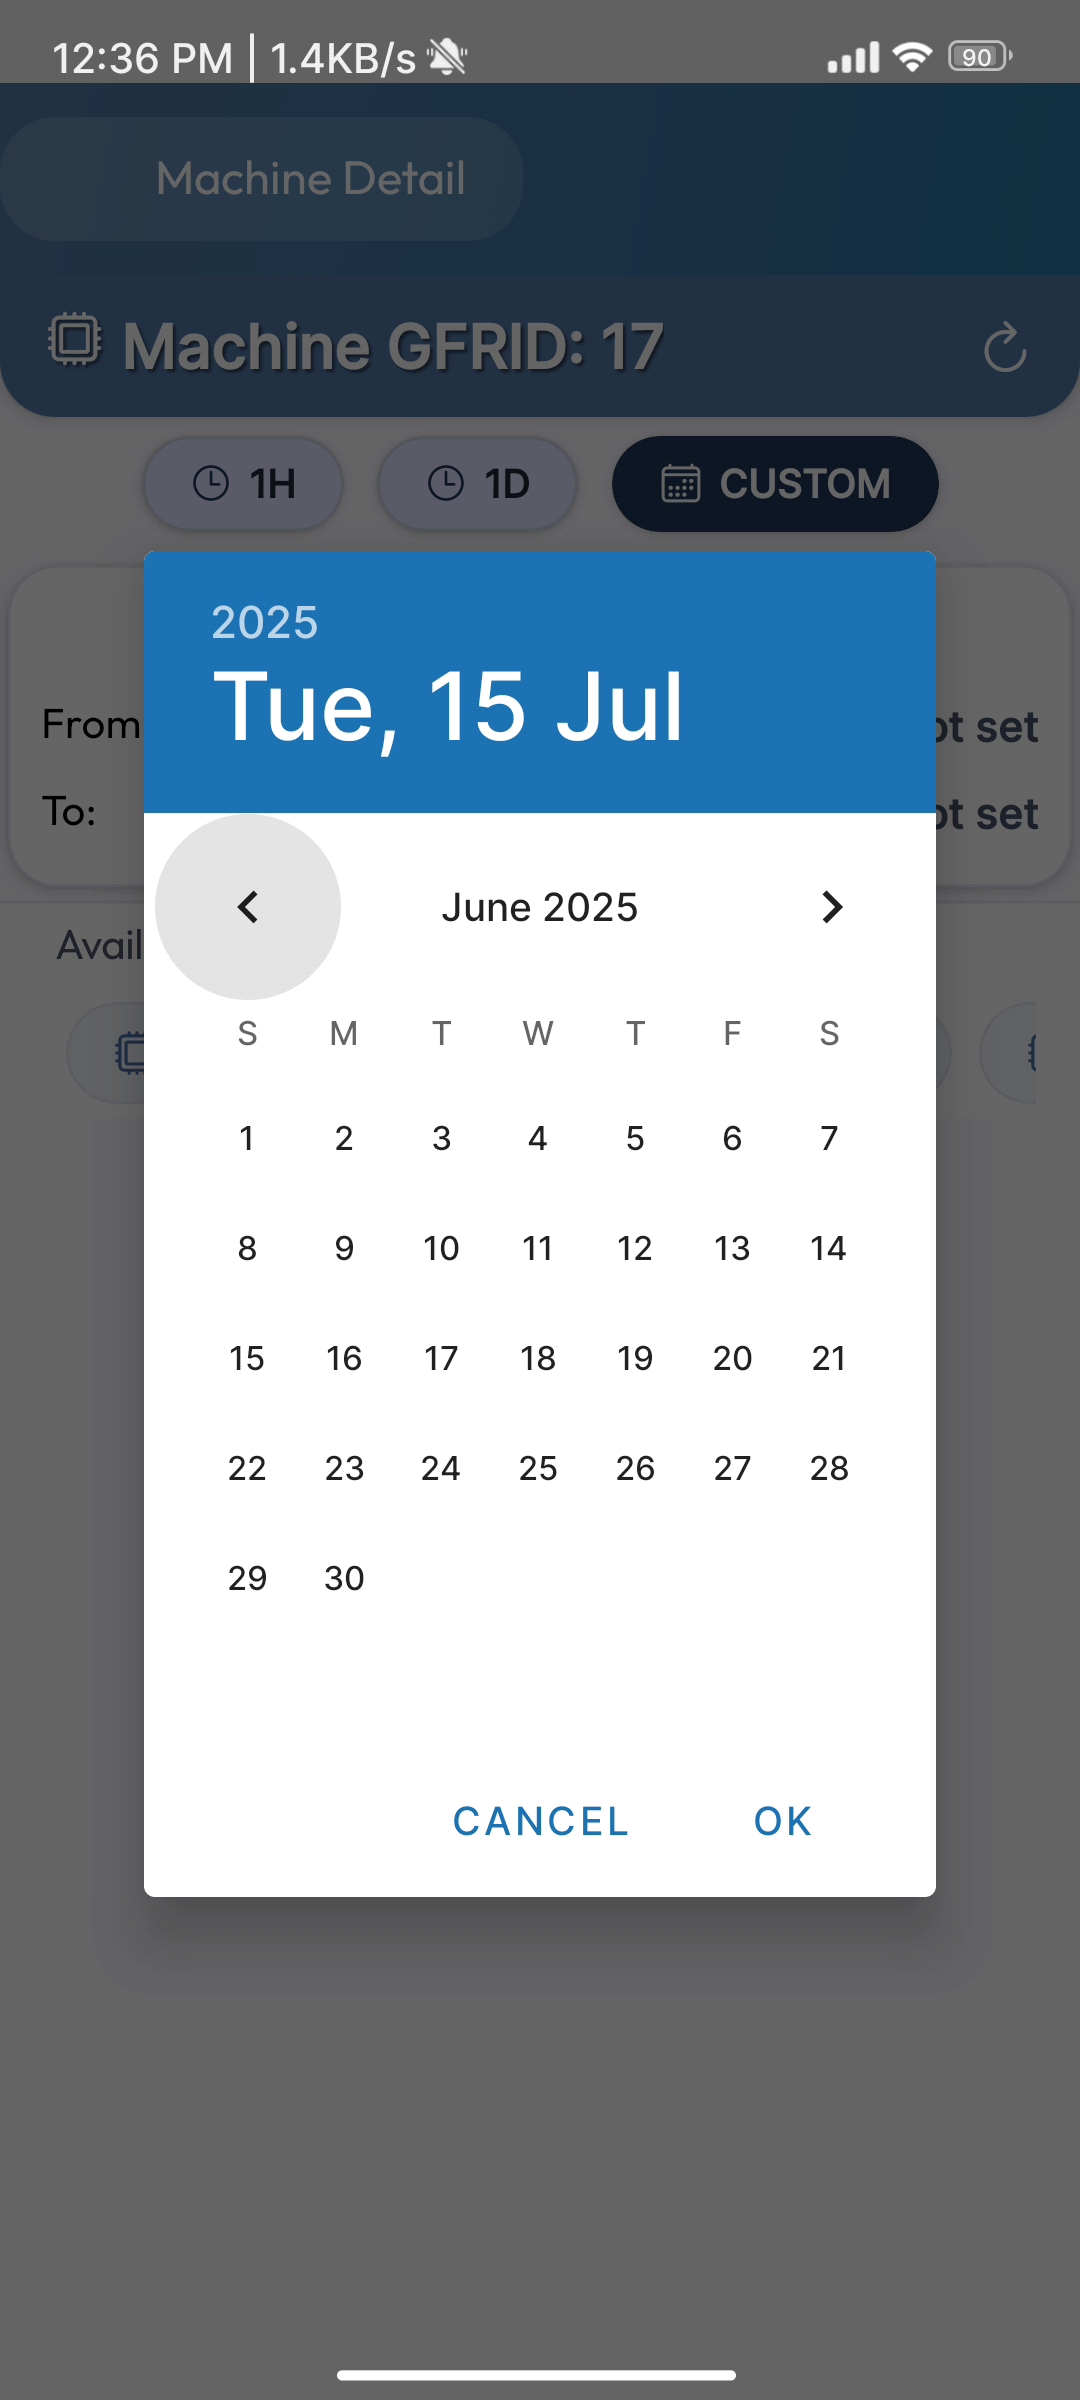 12:36 PM | 1.4KB/s
90
Machine Detail
Machine GFRID: 17
1H
1D
CUSTOM
2025
Tue, 15 Jul
From
set
To:
set
June 2025
S M T W T F S
1 2 3 4 5 6 7
8 9 10 11 12 13 14
15 16 17 18 19 20 21
22 23 24 25 26 27 28
29 30
CANCEL
OK